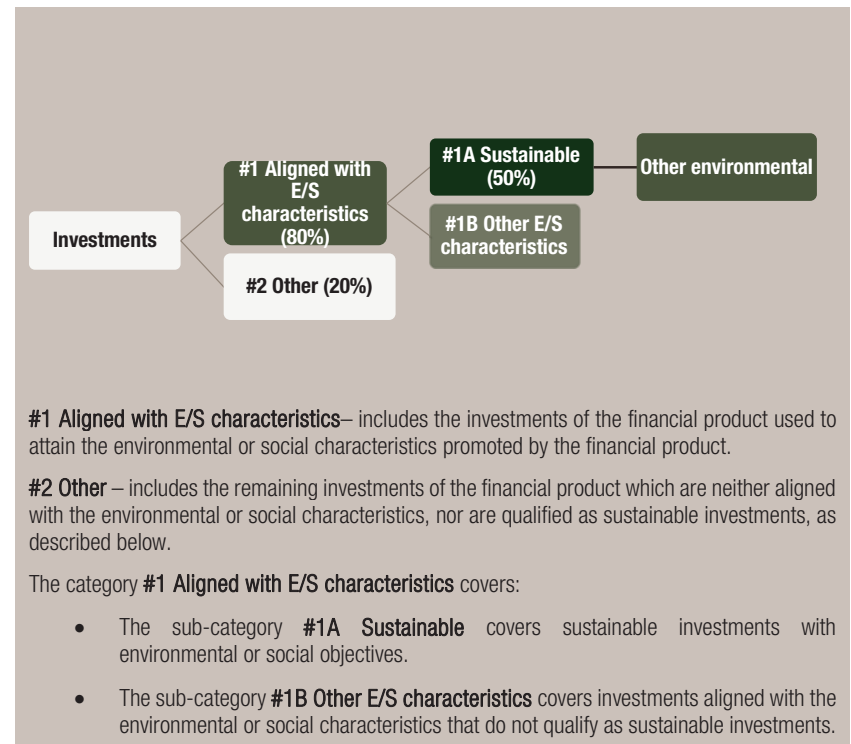 Investments
#1 Aligned with
E/S
characteristics
(80%)
#2 Other (20%)
#1A Sustainable
(50%)
#1B Other E/S
characteristics
Other environmental
#1 Aligned with E/S characteristics– includes the investments of the financial product used to
attain the environmental or social characteristics promoted by the financial product.
#2 Other – includes the remaining investments of the financial product which are neither aligned
with the environmental or social characteristics, nor are qualified as sustainable investments, as
described below.
The category #1 Aligned with E/S characteristics covers:
• The sub-category #1A Sustainable covers sustainable investments with
environmental or social objectives.
• The sub-category #1B Other E/S characteristics covers investments aligned with the
environmental or social characteristics that do not qualify as sustainable investments.